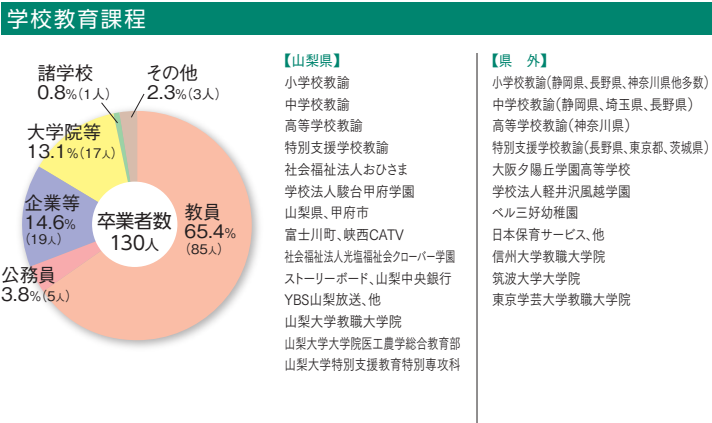 学校教育課程
諸学校
0.8%(1人)
その他
2.3%(3人)
大学院等
13.1%(17人)
企業等
14.6%
(19人)
公務員
3.8%(5人)
卒業者数
130人
教員
65.4%
(85人)
【山梨県】
小学校教諭
中学校教諭
高等学校教諭
特別支援学校教諭
社会福祉法人おひさま
学校法人駿台甲府学園
山梨県、甲府市
富士川町、峡西CATV
社会福祉法人光塩福祉会クローバー学園
ストーリーボード、山梨中央銀行
YBS山梨放送、他
山梨大学教職大学院
山梨大学大学院医工農学総合教育部
山梨大学特別支援教育特別専攻科
【県　外】
小学校教諭(静岡県、長野県、神奈川県他多数)
中学校教諭(静岡県、埼玉県、長野県)
高等学校教諭(神奈川県)
特別支援学校教諭(長野県、東京都、茨城県)
大阪夕陽丘学園高等学校
学校法人軽井沢風越学園
ベル三好幼稚園
日本保育サービス、他
信州大学教職大学院
筑波大学大学院
東京学芸大学教職大学院